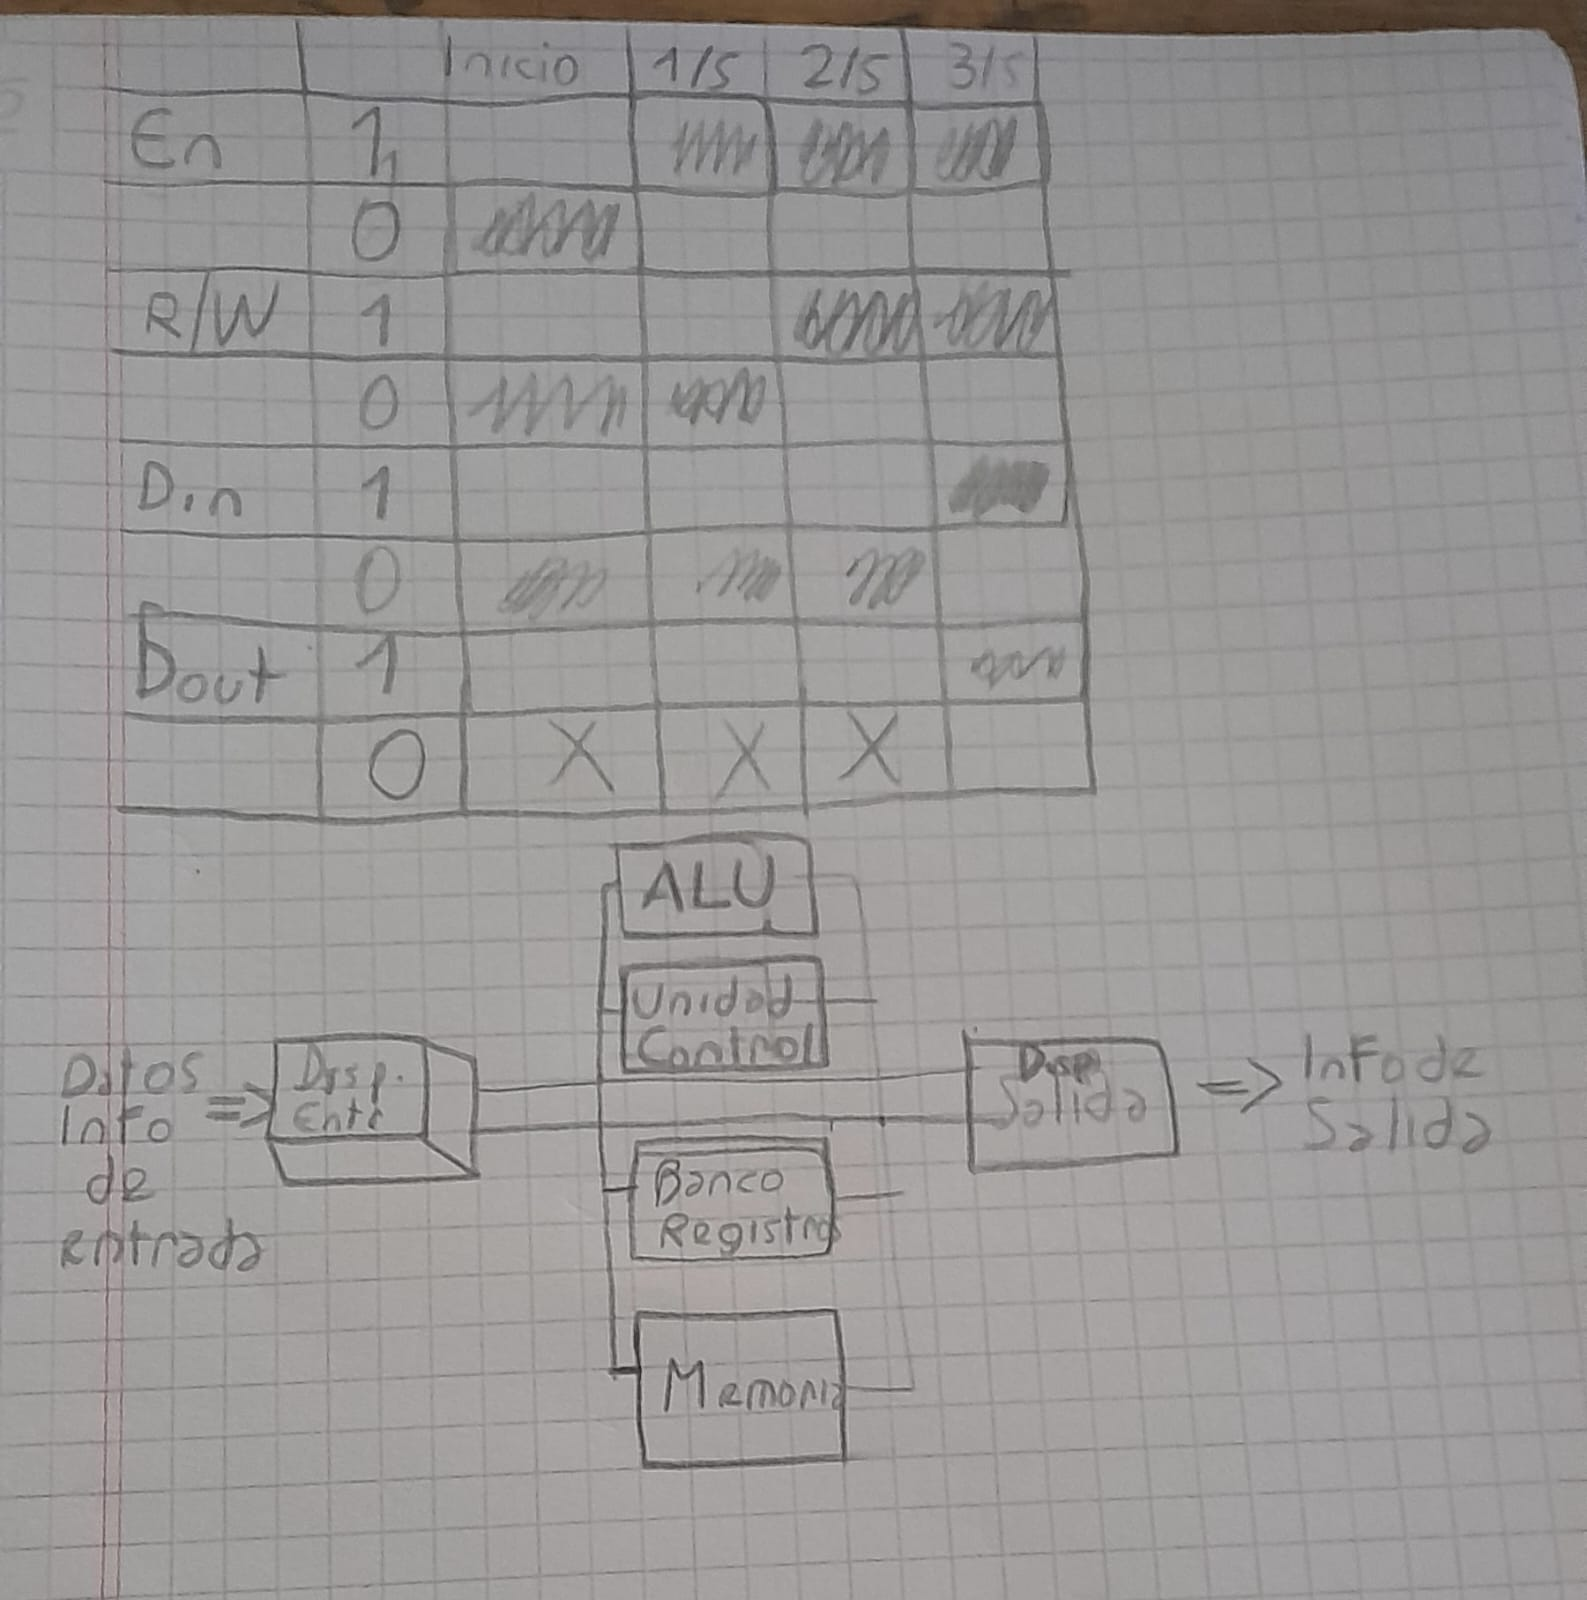 Inicio 1/5 2/5 3/5
En 1
0
R/W 1
0
Din 1
0
Dout 1
0 X X X
ALU
Unidad
Control
Datos
Info
de
entrada
=>
Disp.
Entr
Disp
Salida
=>
Info de
Salida
Banco
Registros
Memoria